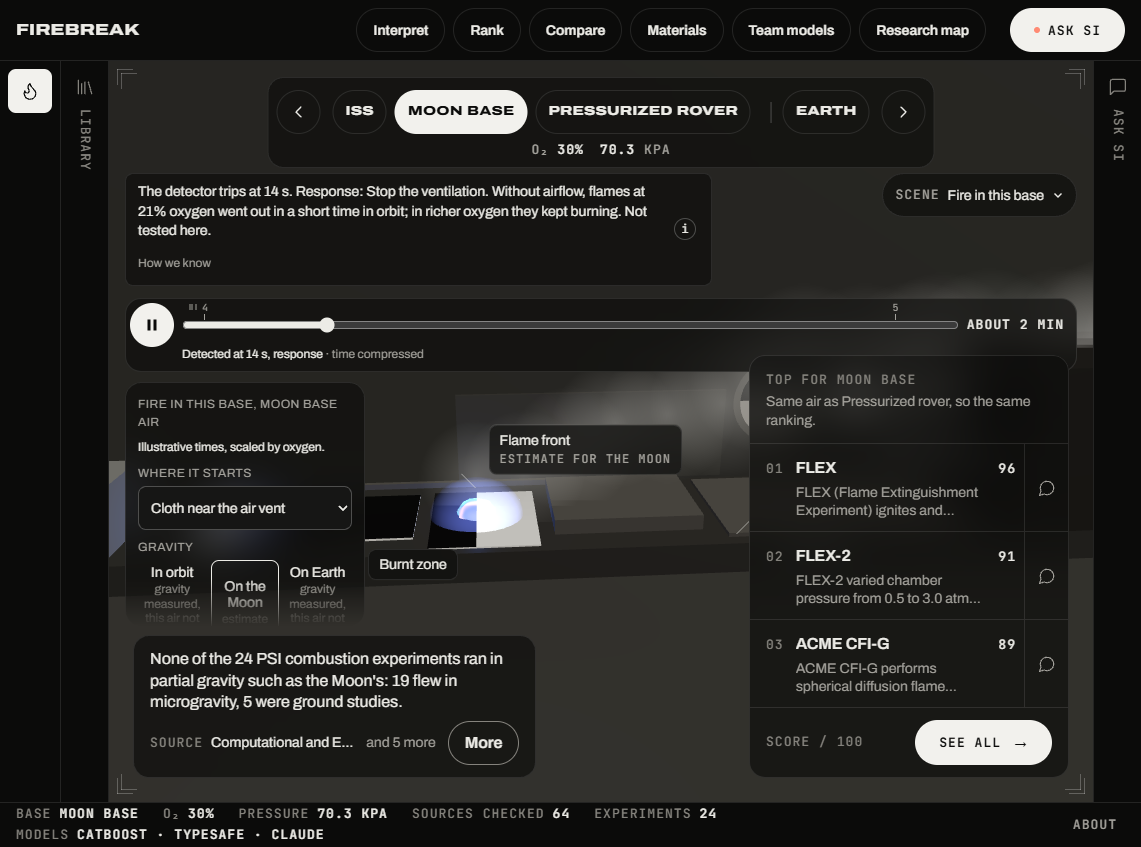 FIREBREAK
Interpret
Rank
Compare
Materials
Team models
Research map
ASK SI
LIBRARY
ASK SI
ISS
MOON BASE
PRESSURIZED ROVER
EARTH
O₂ 30% 70.3 KPA
The detector trips at 14 s. Response: Stop the ventilation. Without airflow, flames at
21% oxygen went out in a short time in orbit; in richer oxygen they kept burning. Not
tested here.
How we know
i
SCENE Fire in this base
4
5
ABOUT 2 MIN
Detected at 14 s, response · time compressed
FIRE IN THIS BASE, MOON BASE
AIR
Illustrative times, scaled by oxygen.
WHERE IT STARTS
Cloth near the air vent
GRAVITY
In orbit
gravity
measured,
this air not
On the
Moon
estimate
On Earth
gravity
measured,
this air not
Flame front
ESTIMATE FOR THE MOON
Burnt zone
None of the 24 PSI combustion experiments ran in
partial gravity such as the Moon's: 19 flew in
microgravity, 5 were ground studies.
SOURCE Computational and E... and 5 more
More
TOP FOR MOON BASE
Same air as Pressurized rover, so the same
ranking.
01 FLEX 96
FLEX (Flame Extinguishment
Experiment) ignites and...
02 FLEX-2 91
FLEX-2 varied chamber
pressure from 0.5 to 3.0 atm...
03 ACME CFI-G 89
ACME CFI-G performs
spherical diffusion flame...
SCORE / 100
SEE ALL →
BASE MOON BASE O₂ 30% PRESSURE 70.3 KPA SOURCES CHECKED 64 EXPERIMENTS 24
MODELS CATBOOST · TYPESAFE · CLAUDE
ABOUT